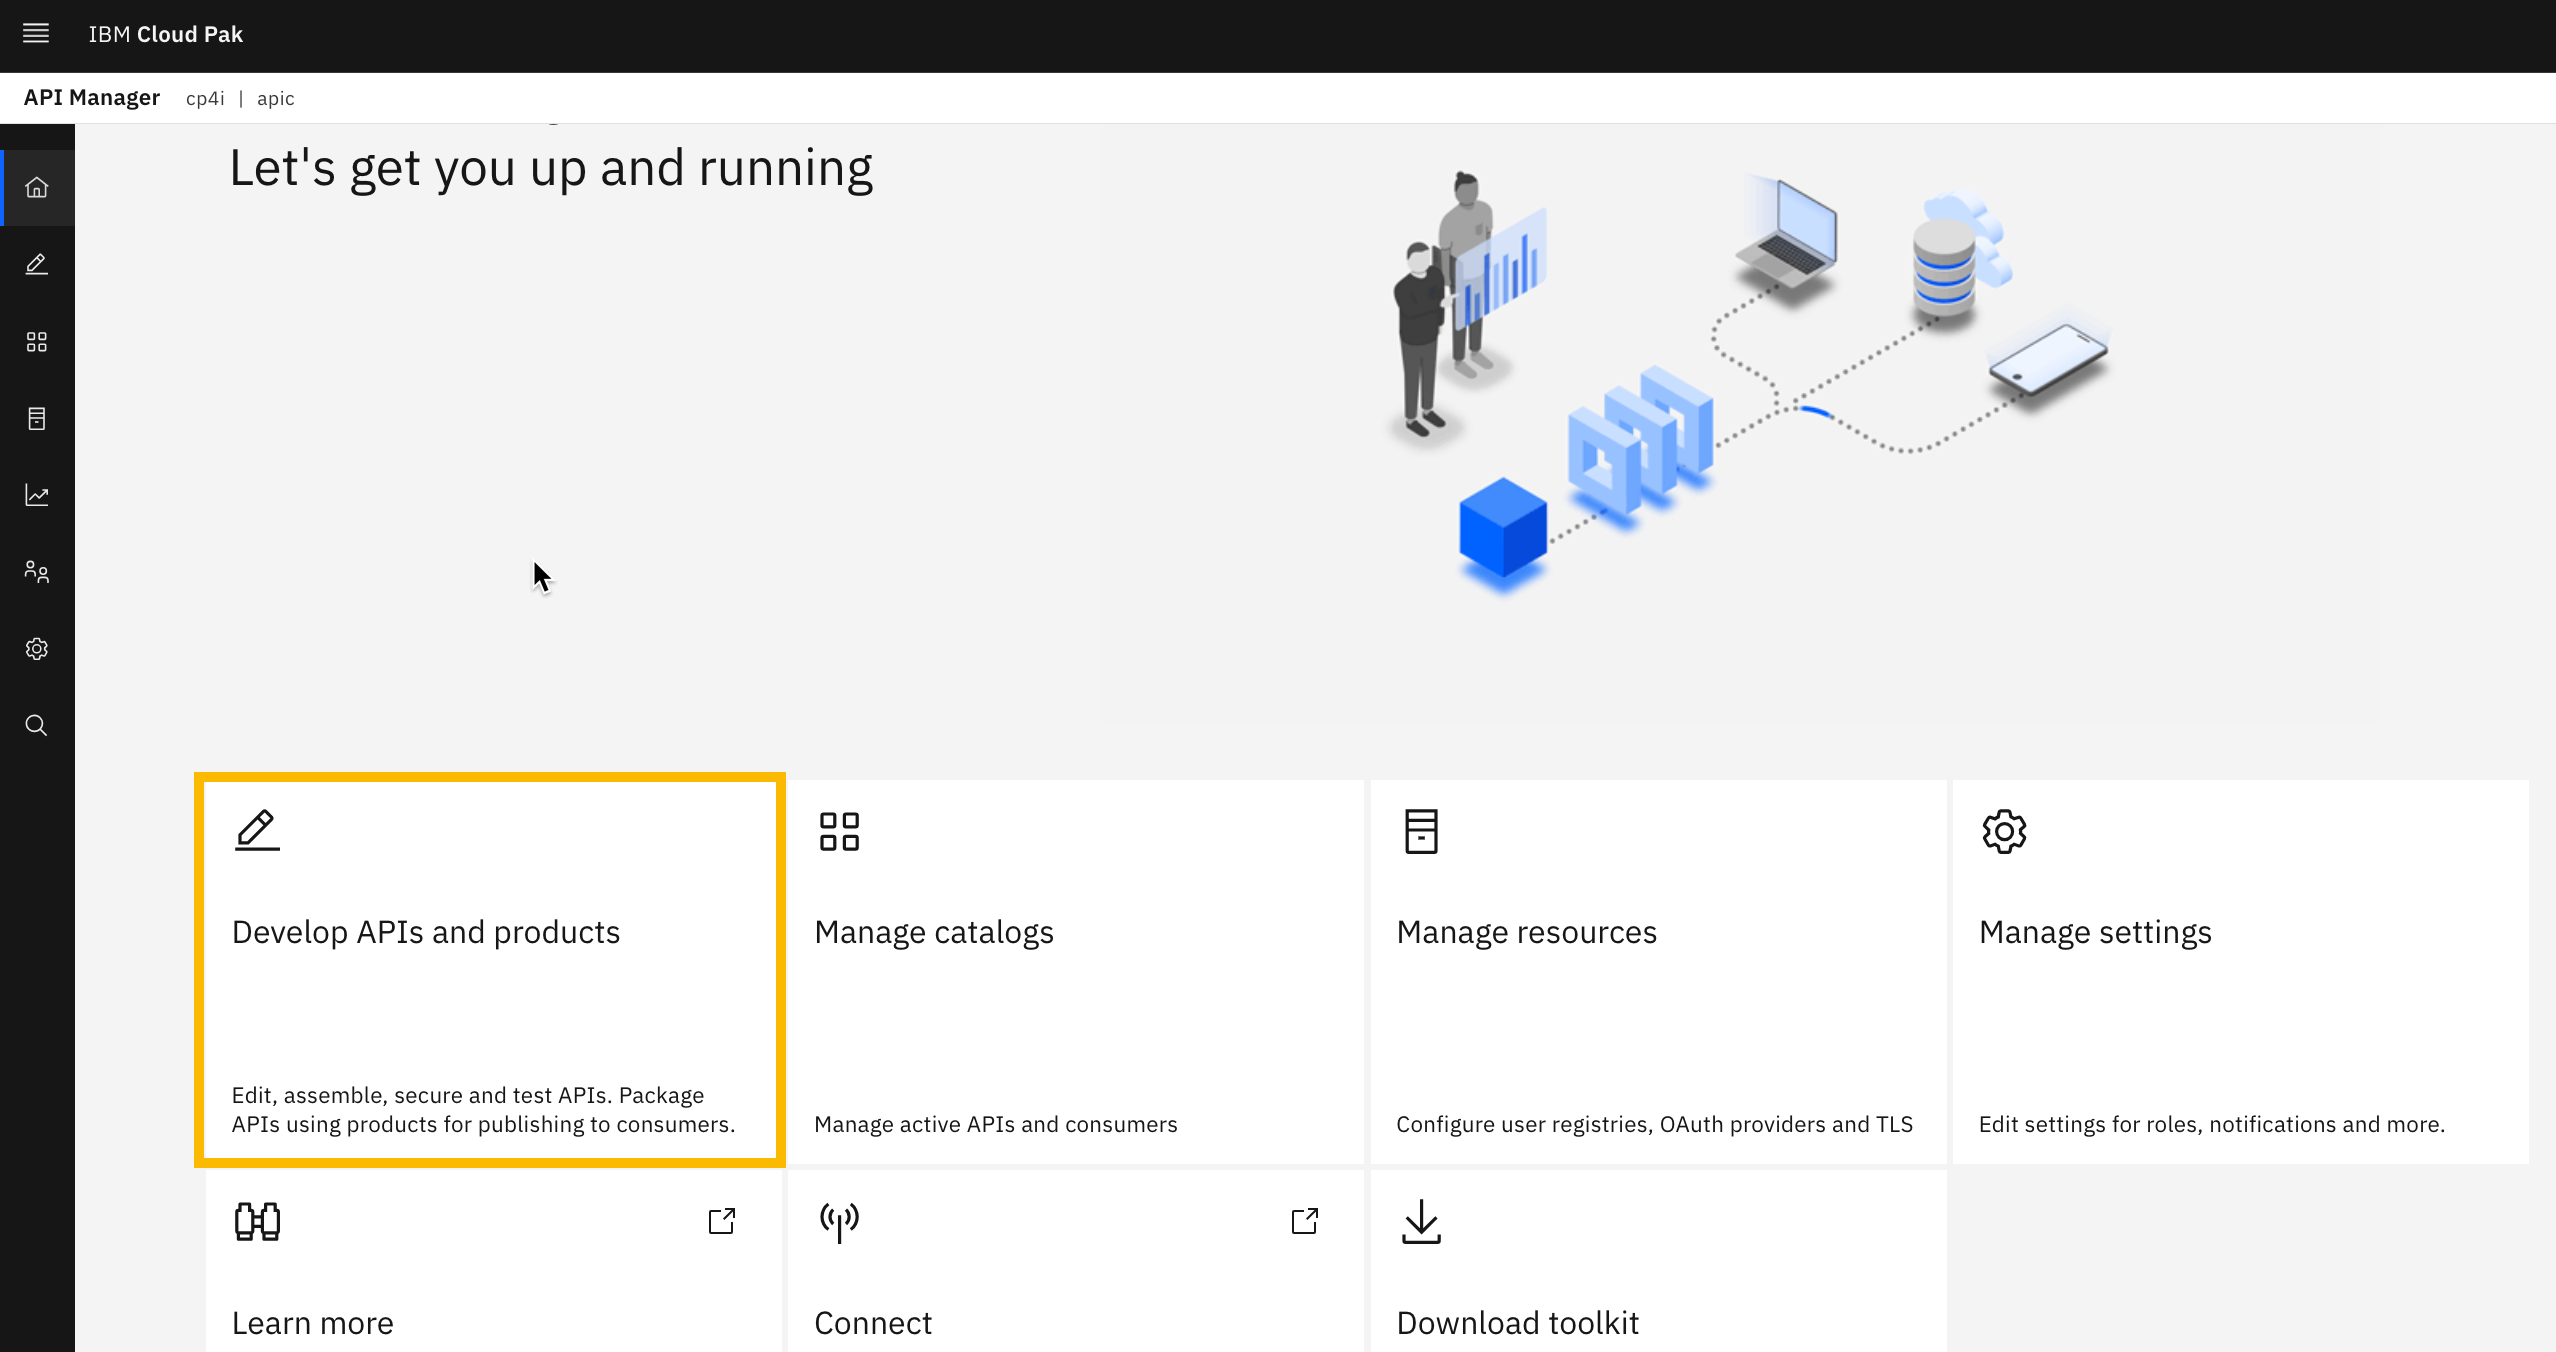 IBM Cloud Pak
API Manager cp4i | apic
Let's get you up and running
Develop APIs and products
Edit, assemble, secure and test APIs. Package
APIs using products for publishing to consumers.
Manage catalogs
Manage active APIs and consumers
Manage resources
Configure user registries, OAuth providers and TLS
Manage settings
Edit settings for roles, notifications and more.
Learn more
Connect
Download toolkit